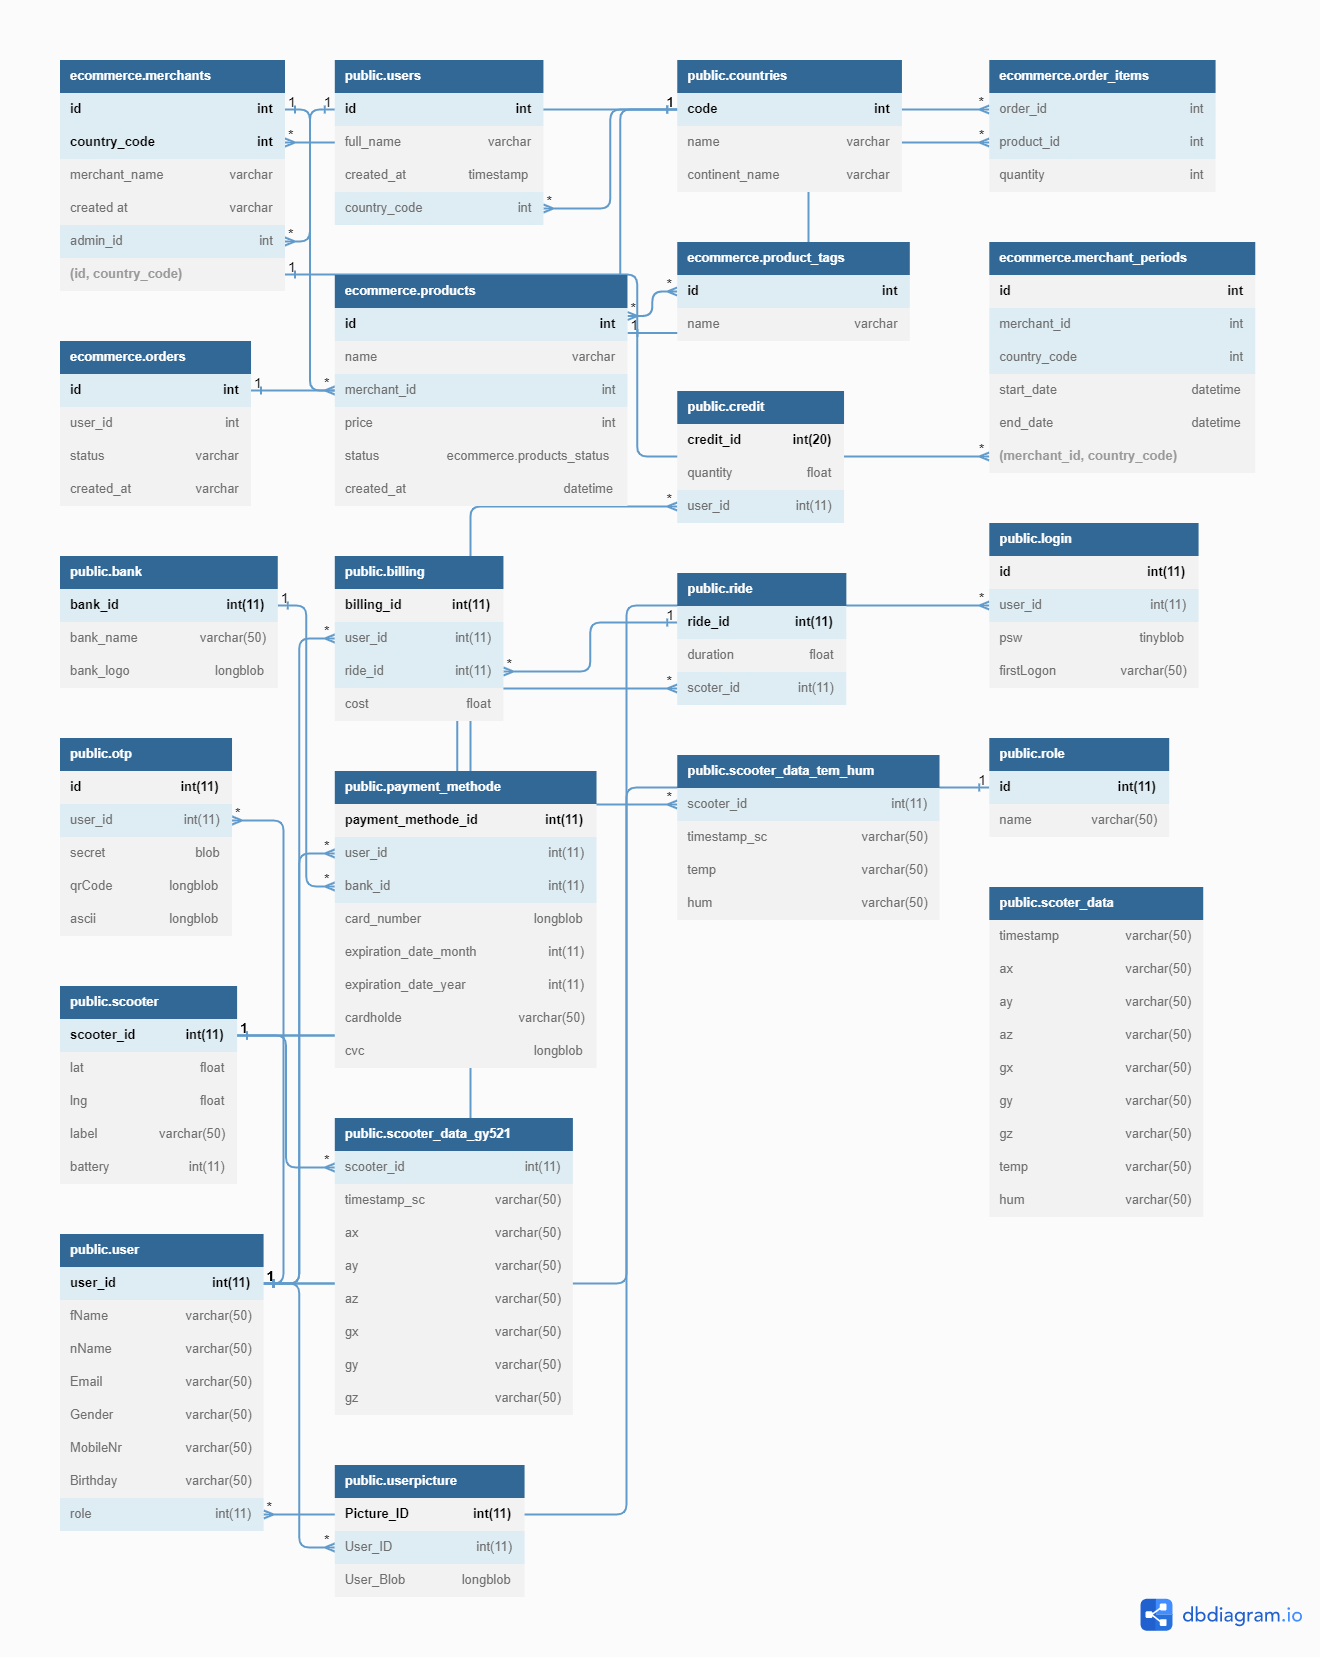 ecommerce.merchants
id int
country_code int
merchant_name varchar
created at varchar
admin_id int
(id, country_code)
public.users
id int
full_name varchar
created_at timestamp
country_code int
public.countries
code int
name varchar
continent_name varchar
ecommerce.order_items
order_id int
product_id int
quantity int
ecommerce.orders
id int
user_id int
status varchar
created_at varchar
ecommerce.products
id int
name varchar
merchant_id int
price int
status ecommerce.products_status
created_at datetime
ecommerce.product_tags
id int
name varchar
ecommerce.merchant_periods
id int
merchant_id int
country_code int
start_date datetime
end_date datetime
(merchant_id, country_code)
public.credit
credit_id int(20)
quantity float
user_id int(11)
public.bank
bank_id int(11)
bank_name varchar(50)
bank_logo longblob
public.billing
billing_id int(11)
user_id int(11)
ride_id int(11)
cost float
public.ride
ride_id int(11)
duration float
scoter_id int(11)
public.login
id int(11)
user_id int(11)
psw tinyblob
firstLogon varchar(50)
public.otp
id int(11)
user_id int(11)
secret blob
qrCode longblob
ascii longblob
public.payment_methode
payment_methode_id int(11)
user_id int(11)
bank_id int(11)
card_number longblob
expiration_date_month int(11)
expiration_date_year int(11)
cardholde varchar(50)
cvc longblob
public.scooter_data_tem_hum
scooter_id int(11)
timestamp_sc varchar(50)
temp varchar(50)
hum varchar(50)
public.role
id int(11)
name varchar(50)
public.scoter_data
timestamp varchar(50)
ax varchar(50)
ay varchar(50)
az varchar(50)
gx varchar(50)
gy varchar(50)
gz varchar(50)
temp varchar(50)
hum varchar(50)
public.scooter
scooter_id int(11)
lat float
lng float
label varchar(50)
battery int(11)
public.scooter_data_gy521
scooter_id int(11)
timestamp_sc varchar(50)
ax varchar(50)
ay varchar(50)
az varchar(50)
gx varchar(50)
gy varchar(50)
gz varchar(50)
public.user
user_id int(11)
fName varchar(50)
nName varchar(50)
Email varchar(50)
Gender varchar(50)
MobileNr varchar(50)
Birthday varchar(50)
role int(11)
public.userpicture
Picture_ID int(11)
User_ID int(11)
User_Blob longblob
dbdiagram.io